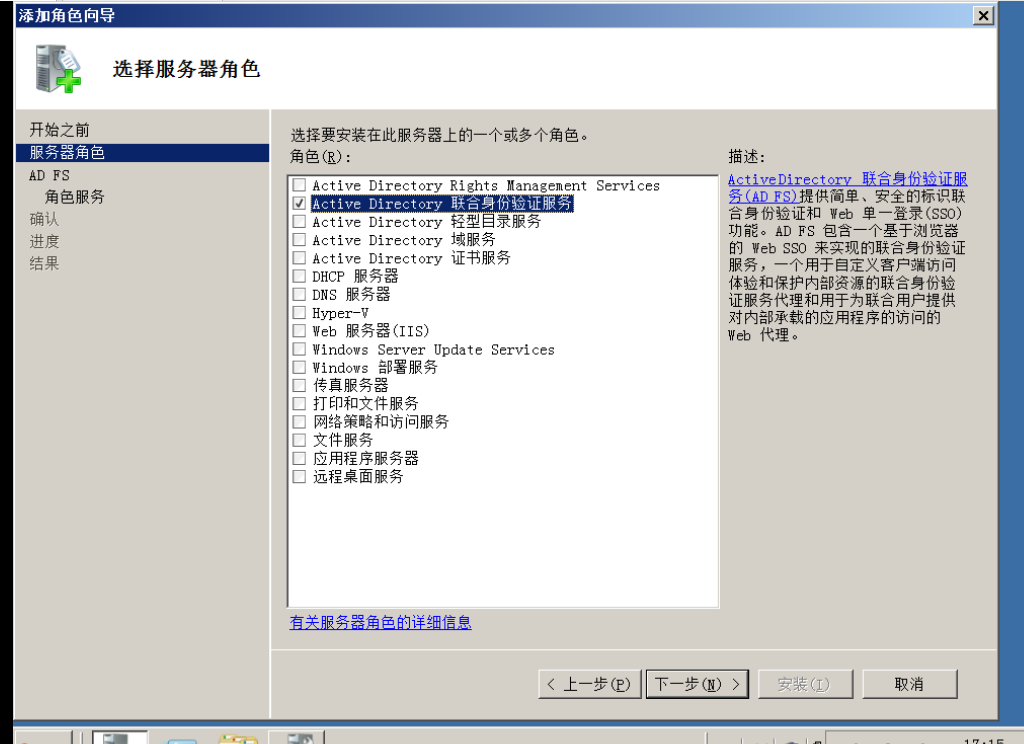 添加角色向导
选择服务器角色
开始之前
服务器角色
AD FS
角色服务
确认
进度
结果
选择要安装在此服务器上的一个或多个角色。
角色(R):
Active Directory Rights Management Services
Active Directory 联合身份验证服务
Active Directory 轻型目录服务
Active Directory 域服务
Active Directory 证书服务
DHCP 服务器
DNS 服务器
Hyper-V
Web 服务器(IIS)
Windows Server Update Services
Windows 部署服务
传真服务器
打印和文件服务
网络策略和访问服务
文件服务
应用程序服务器
远程桌面服务
有关服务器角色的详细信息
描述:
ActiveDirectory 联合身份验证服
务(AD FS)提供简单、安全的标识联
合身份验证和 Web 单一登录(SSO)
功能。AD FS 包含一个基于浏览器
的 Web SSO 来实现的联合身份验证
服务，一个用于自定义客户端访问
体验和保护内部资源的联合身份验
证服务代理和用于为联合用户提供
对内部承载的应用程序的访问的
Web 代理。
< 上一步(P)
下一步(N) >
安装(I)
取消
17:15